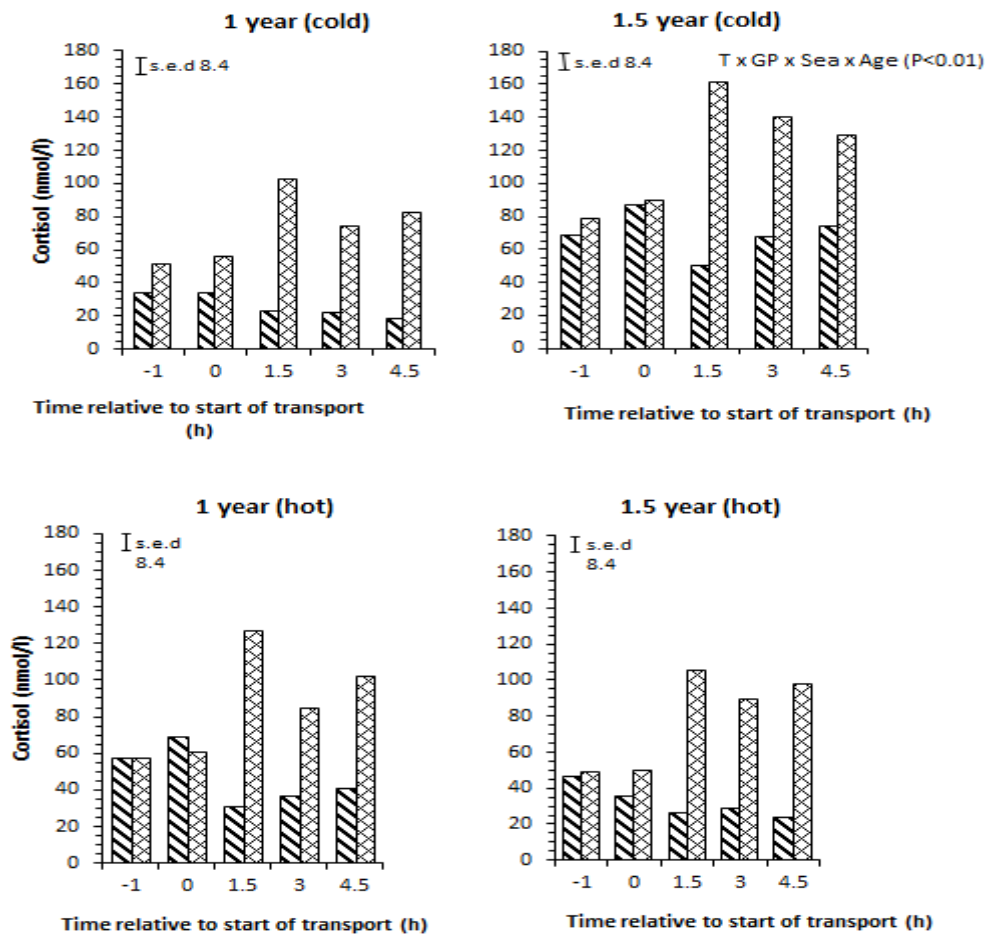 1 year (cold)
180
160
140
120
100
80
60
40
20
0
s.e.d 8.4
Cortisol (nmol/l)
-1 0 1.5 3 4.5
Time relative to start of transport
(h)
1.5 year (cold)
180
160
140
120
100
80
60
40
20
0
s.e.d 8.4
T x GP x Sea x Age (P<0.01)
-1 0 1.5 3 4.5
Time relative to start of transport (h)
1 year (hot)
180
160
140
120
100
80
60
40
20
0
s.e.d
8.4
Cortisol (nmol/l)
-1 0 1.5 3 4.5
Time relative to start of transport (h)
1.5 year (hot)
180
160
140
120
100
80
60
40
20
0
s.e.d
8.4
-1 0 1.5 3 4.5
Time relative to start of transport (h)